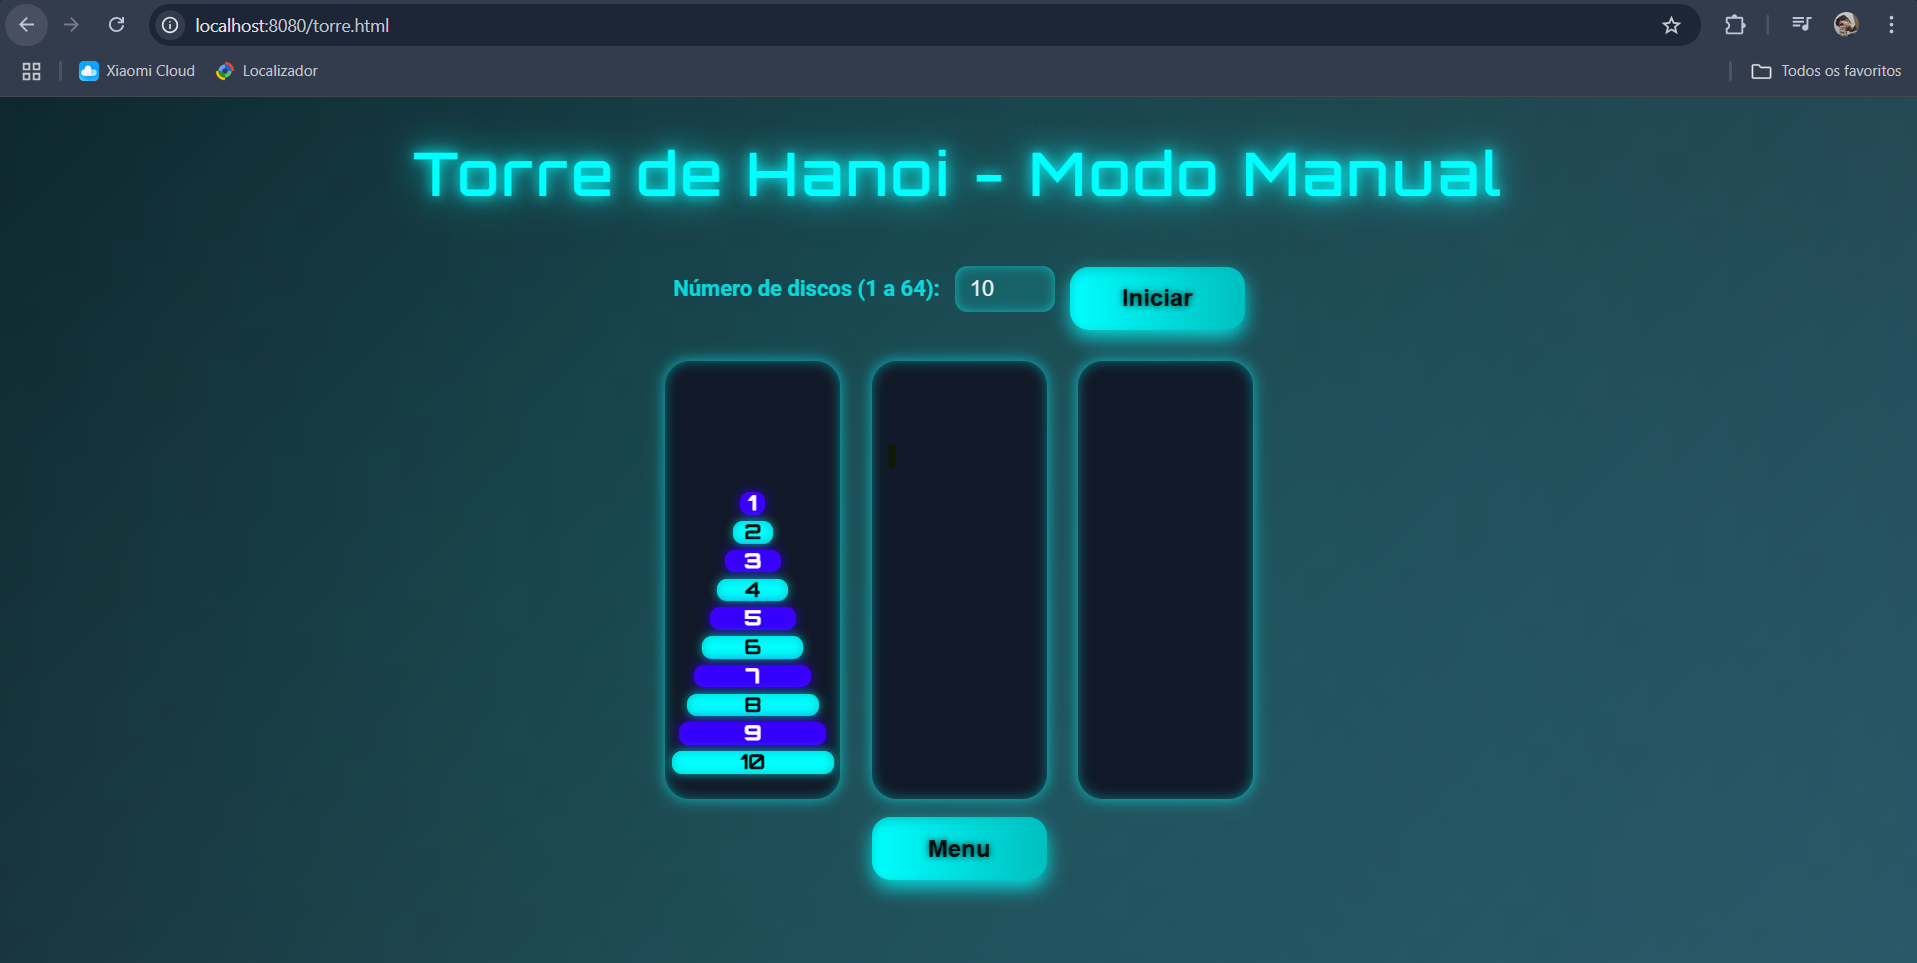 localhost:8080/torre.html
Xiaomi Cloud Localizador Todos os favoritos
Torre de Hanoi - Modo Manual
Número de discos (1 a 64): 10 Iniciar
1
2
3
4
5
6
7
8
9
10
Menu